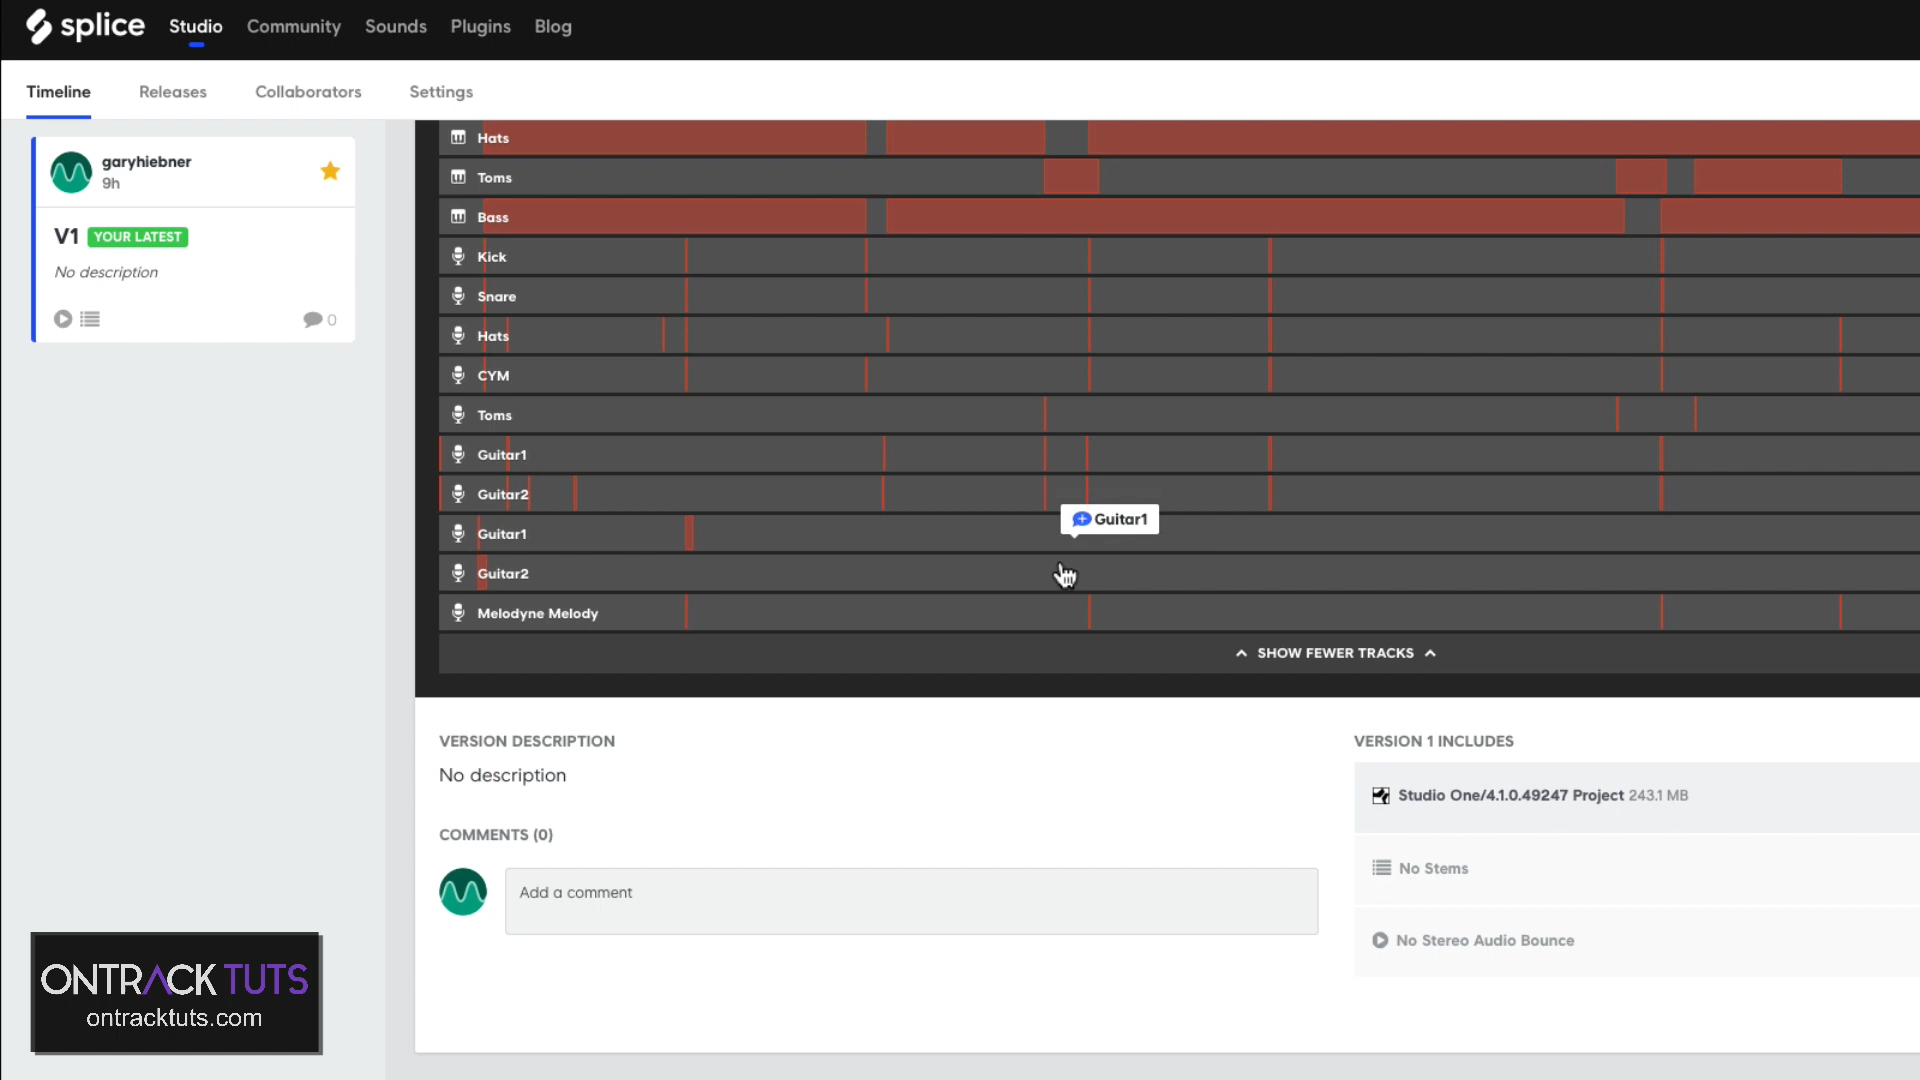 splice Studio Community Sounds Plugins Blog
Timeline Releases Collaborators Settings
garyhiebner
9h
V1 YOUR LATEST
No description
0
Hats
Toms
Bass
Kick
Snare
Hats
CYM
Toms
Guitar1
Guitar2
Guitar1
Guitar1
Guitar2
Melodyne Melody
SHOW FEWER TRACKS
VERSION DESCRIPTION
No description
COMMENTS (0)
Add a comment
VERSION 1 INCLUDES
Studio One/4.1.0.49247 Project 243.1 MB
No Stems
No Stereo Audio Bounce
ONTRACK TUTS
ontracktuts.com